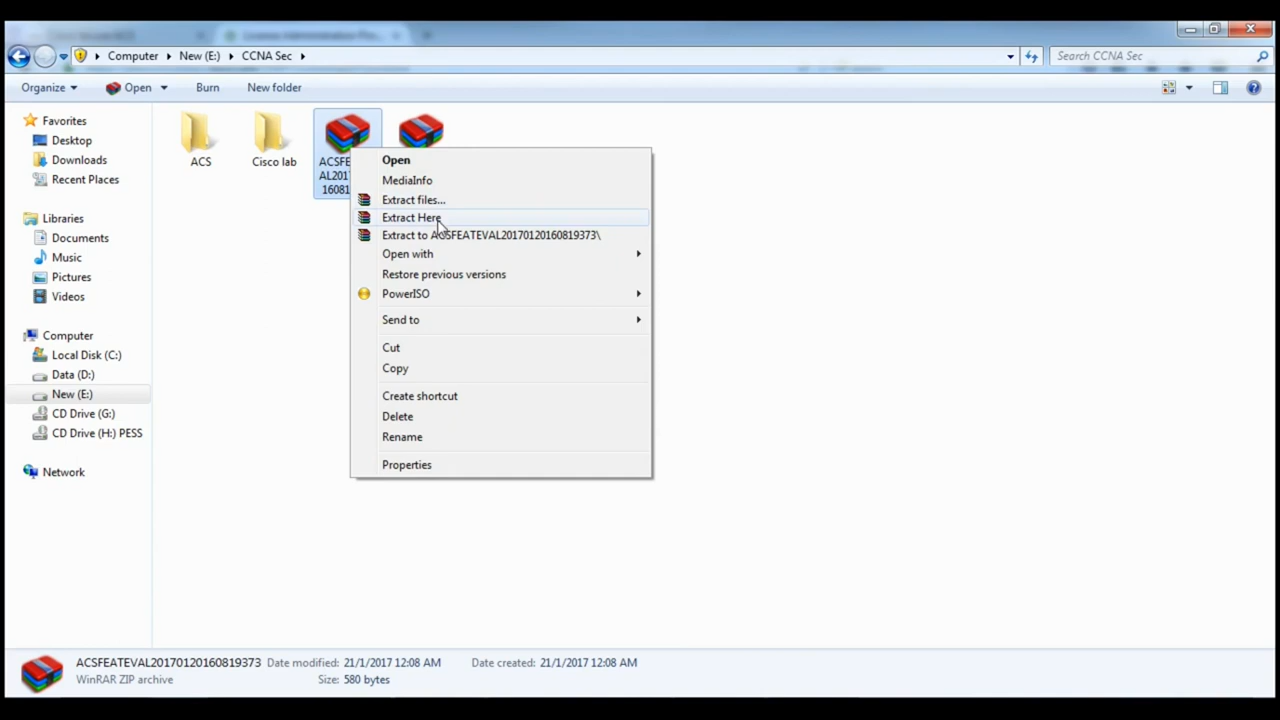 Computer New (E:) CCNA Sec
Search CCNA Sec
Organize Open Burn New folder
Favorites
Desktop
Downloads
Recent Places
Libraries
Documents
Music
Pictures
Videos
Computer
Local Disk (C:)
Data (D:)
New (E:)
CD Drive (G:)
CD Drive (H:) PESS
Network
ACS
Cisco lab
ACSFE
AL2017
16081
Open
MediaInfo
Extract files...
Extract Here
Extract to ACSFEATEVAL20170120160819373\
Open with
Restore previous versions
PowerISO
Send to
Cut
Copy
Create shortcut
Delete
Rename
Properties
ACSFEATEVAL20170120160819373 Date modified: 21/1/2017 12:08 AM Date created: 21/1/2017 12:08 AM
WinRAR ZIP archive Size: 580 bytes